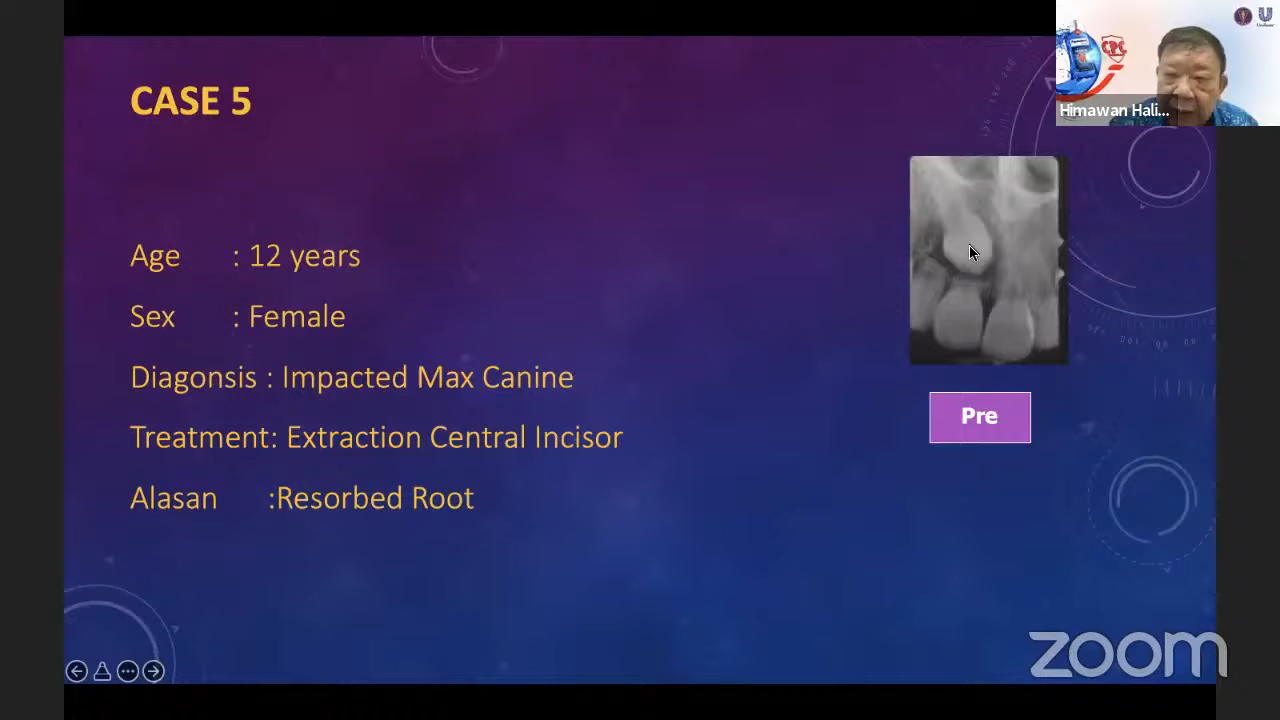 CASE 5
Age : 12 years
Sex : Female
Diagonsis : Impacted Max Canine
Treatment: Extraction Central Incisor
Alasan :Resorbed Root
Pre
CPC
Himawan Hali...
zoom